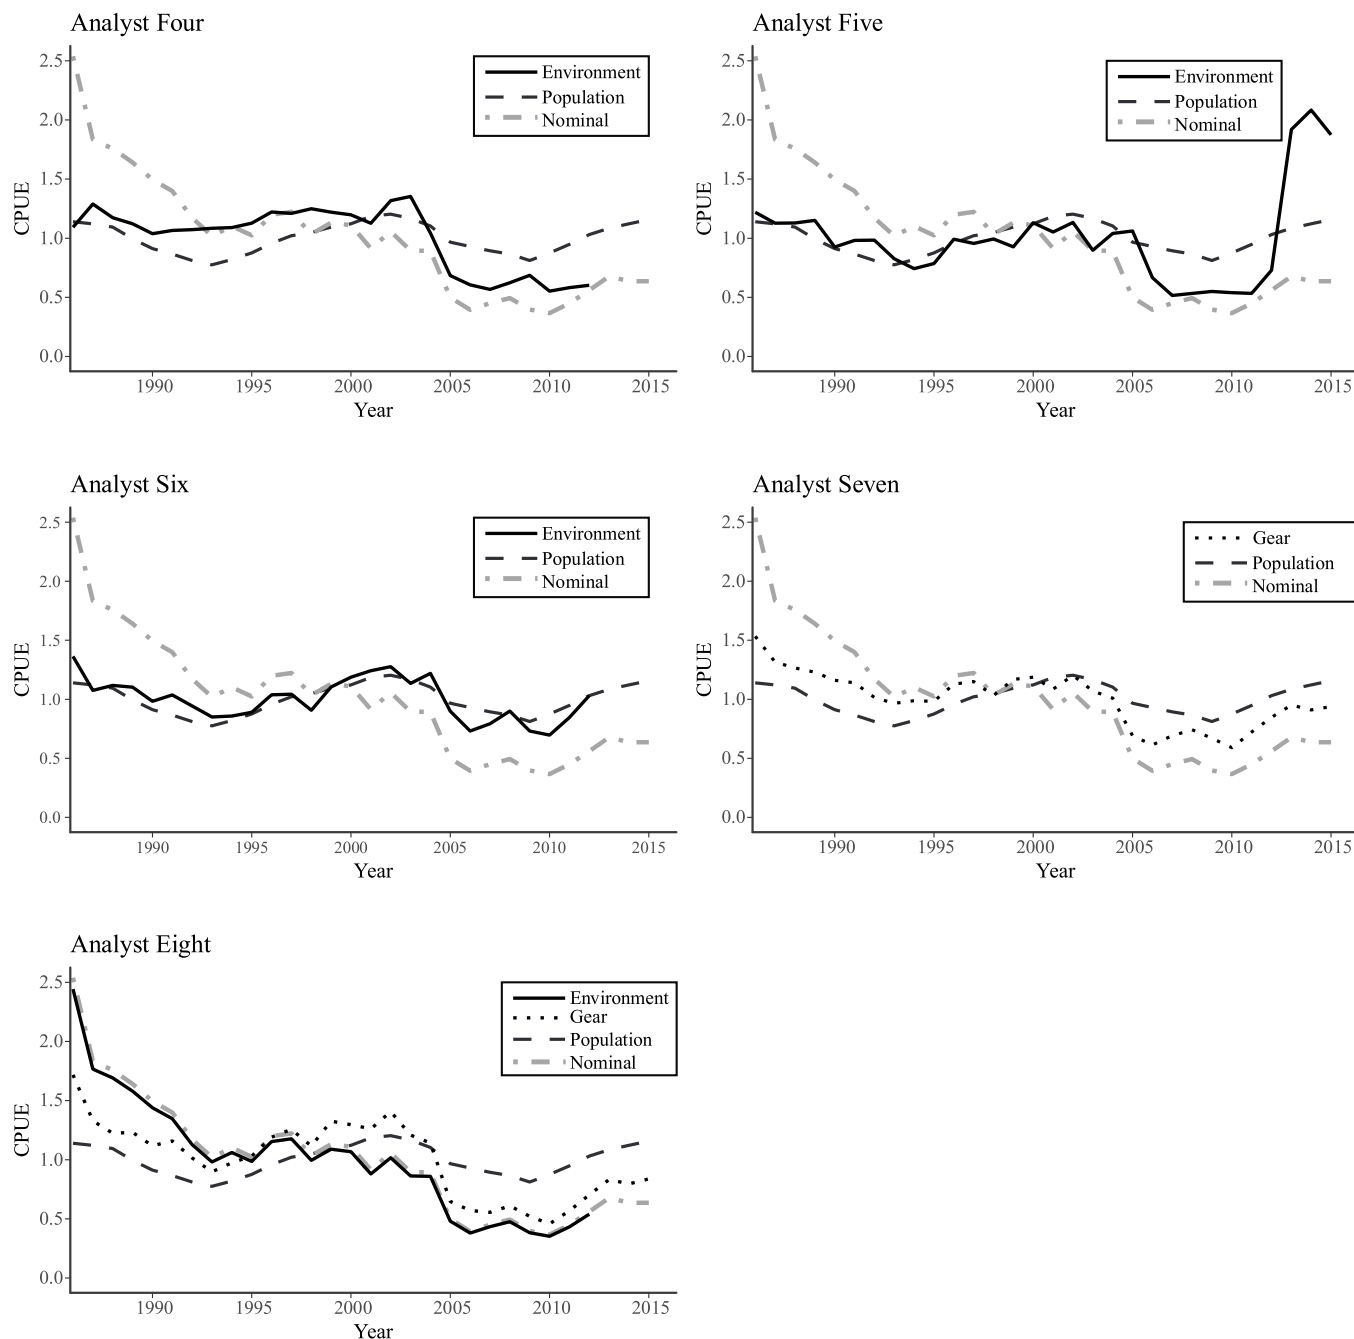 Analyst Four
Environment
Population
Nominal
2.5
2.0
1.5
1.0
0.5
0.0
CPUE
1990 1995 2000 2005 2010 2015
Year
Analyst Five
Environment
Population
Nominal
2.5
2.0
1.5
1.0
0.5
0.0
CPUE
1990 1995 2000 2005 2010 2015
Year
Analyst Six
Environment
Population
Nominal
2.5
2.0
1.5
1.0
0.5
0.0
CPUE
1990 1995 2000 2005 2010 2015
Year
Analyst Seven
Gear
Population
Nominal
2.5
2.0
1.5
1.0
0.5
0.0
CPUE
1990 1995 2000 2005 2010 2015
Year
Analyst Eight
Environment
Gear
Population
Nominal
2.5
2.0
1.5
1.0
0.5
0.0
CPUE
1990 1995 2000 2005 2010 2015
Year